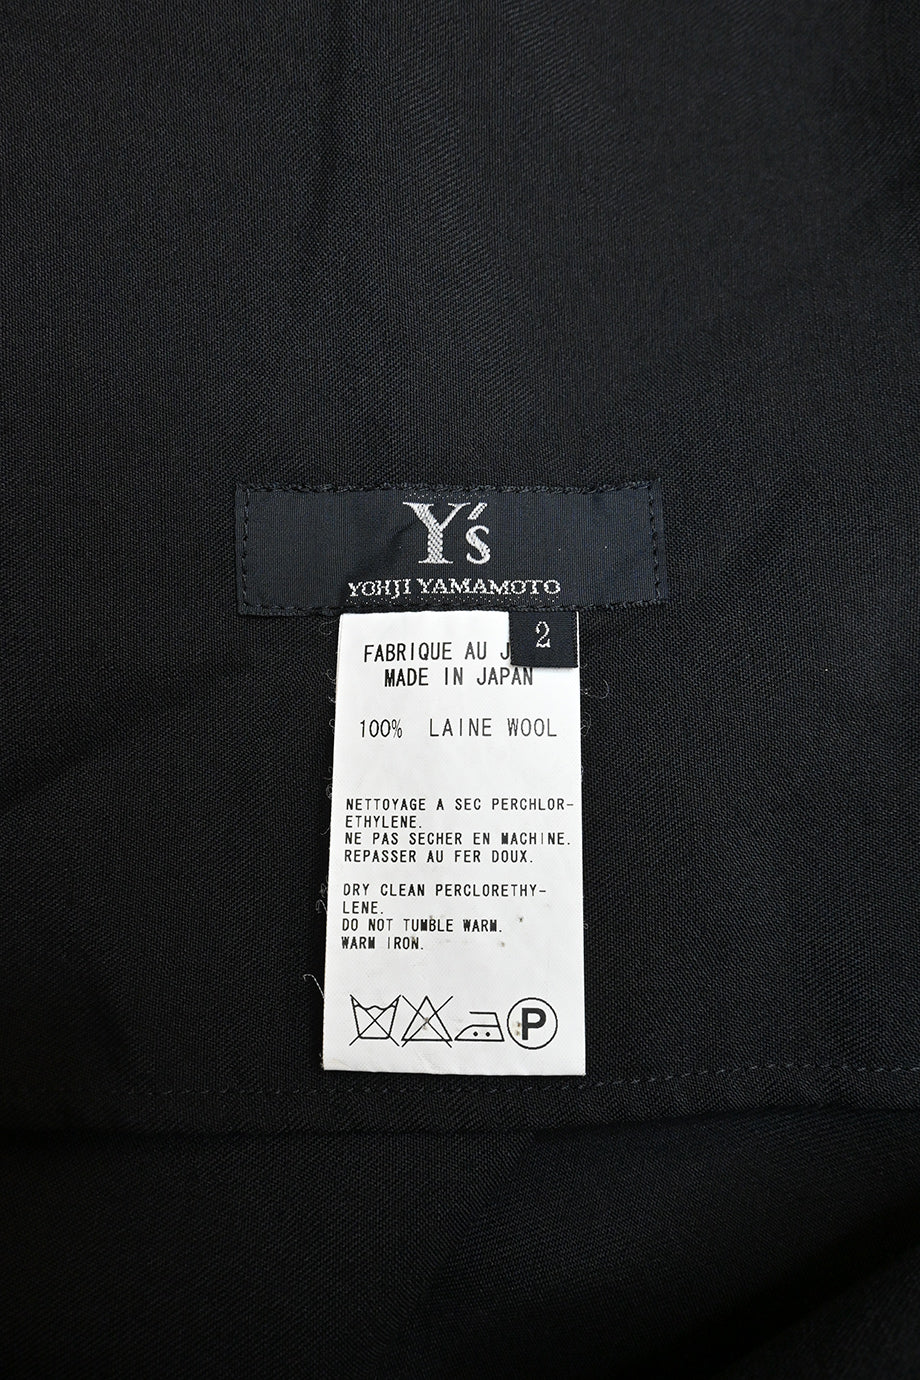 Y's
YOHJI YAMAMOTO
2
FABRIQUE AU
MADE IN JAPAN
100% LAINE WOOL
NETTOYAGE A SEC PERCHLOR-
ETHYLENE.
NE PAS SECHER EN MACHINE.
REPASSER AU FER DOUX.
DRY CLEAN PERCLORETHY-
LENE.
DO NOT TUMBLE WARM.
WARM IRON.
P